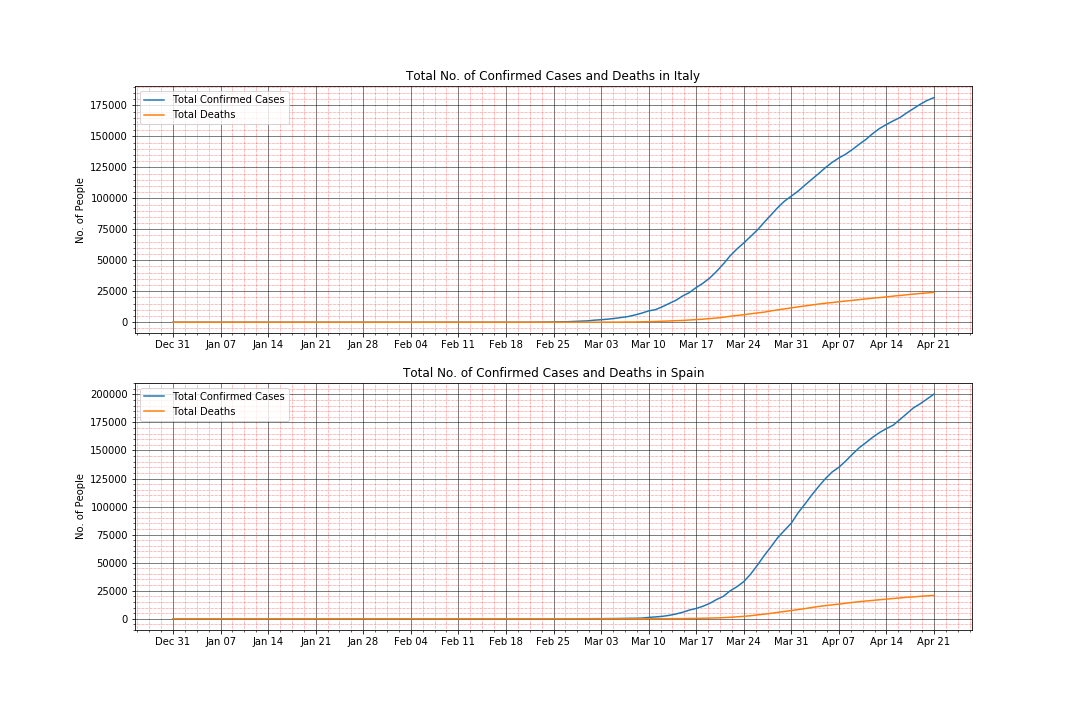 Total No. of Confirmed Cases and Deaths in Italy
Total Confirmed Cases
Total Deaths
No. of People
175000
150000
125000
100000
75000
50000
25000
0
Dec 31 Jan 07 Jan 14 Jan 21 Jan 28 Feb 04 Feb 11 Feb 18 Feb 25 Mar 03 Mar 10 Mar 17 Mar 24 Mar 31 Apr 07 Apr 14 Apr 21
Total No. of Confirmed Cases and Deaths in Spain
Total Confirmed Cases
Total Deaths
No. of People
200000
175000
150000
125000
100000
75000
50000
25000
0
Dec 31 Jan 07 Jan 14 Jan 21 Jan 28 Feb 04 Feb 11 Feb 18 Feb 25 Mar 03 Mar 10 Mar 17 Mar 24 Mar 31 Apr 07 Apr 14 Apr 21